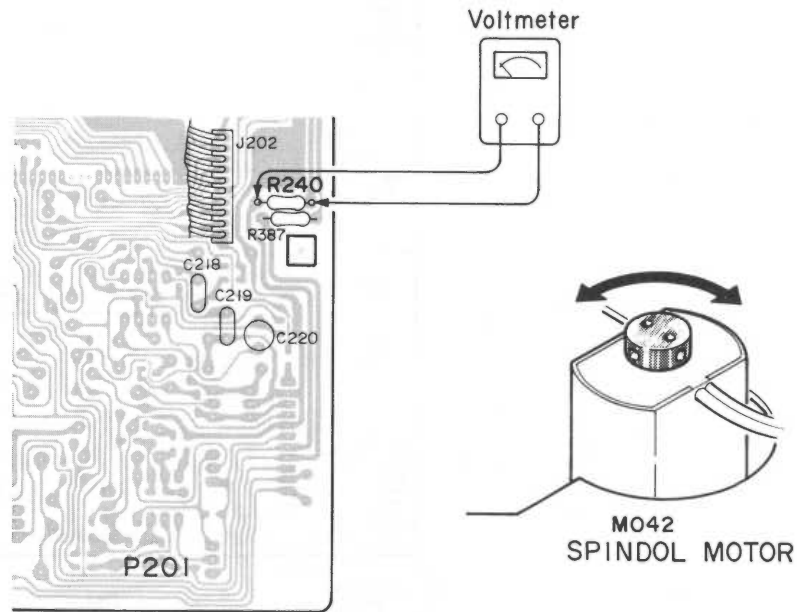 Voltmeter
J202
R240
R387
C218
C219
C220
P201
M042
SPINDOL MOTOR